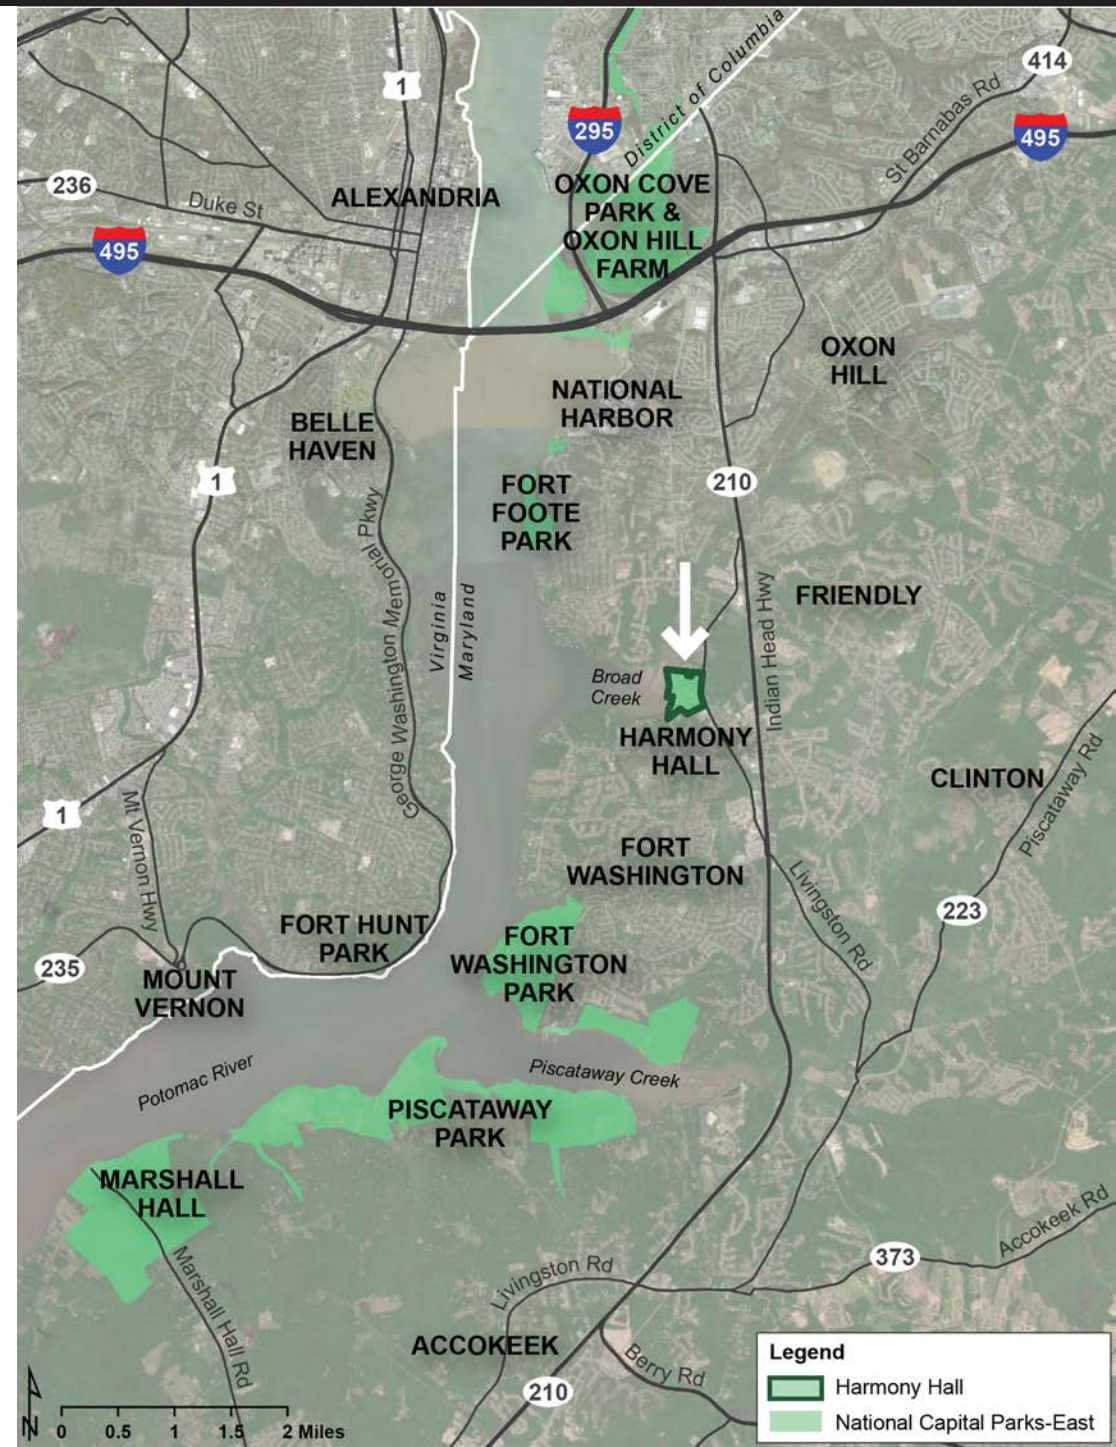 1
295
District of Columbia
414
St Barnabas Rd
495
236
Duke St
ALEXANDRIA
OXON COVE
PARK &
OXON HILL
FARM
495
OXON
HILL
NATIONAL
HARBOR
BELLE
HAVEN
1
FORT
FOOTE
PARK
210
George Washington Memorial Pkwy
Virginia
Maryland
Indian Head Hwy
FRIENDLY
Broad
Creek
HARMONY
HALL
CLINTON
Piscataway Rd
1
Mt Vernon Hwy
FORT
WASHINGTON
Livingston Rd
223
FORT HUNT
PARK
FORT
WASHINGTON
PARK
235
MOUNT
VERNON
Potomac River
Piscataway Creek
PISCATAWAY
PARK
MARSHALL
HALL
Marshall Hall Rd
Livingston Rd
373
Accokeek Rd
ACCOKEEK
210
Berry Rd
N
0 0.5 1 1.5 2 Miles
Legend
Harmony Hall
National Capital Parks-East